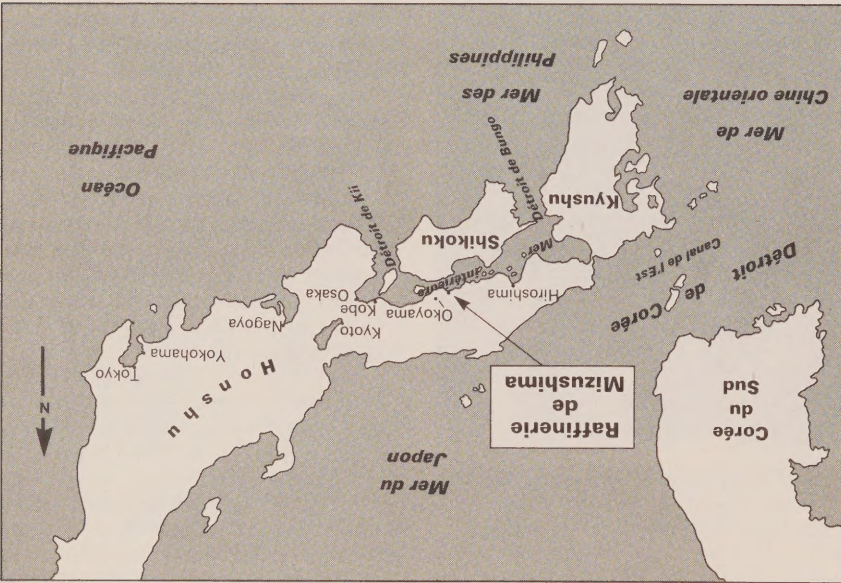 Mer du
Japon
Corée
du
Sud
Raffinerie
de
Mizushima
N
Honshu
Tokyo
Yokohama
Nagoya
Kyoto
Okoyama
Kobe
Osaka
Hiroshima
Détroit de Corée
Canal de l'Est
Mer intérieure
Détroit de Kii
Shikoku
Kyushu
Détroit de Bungo
Océan
Pacifique
Mer de
Chine orientale
Mer des
Philippines